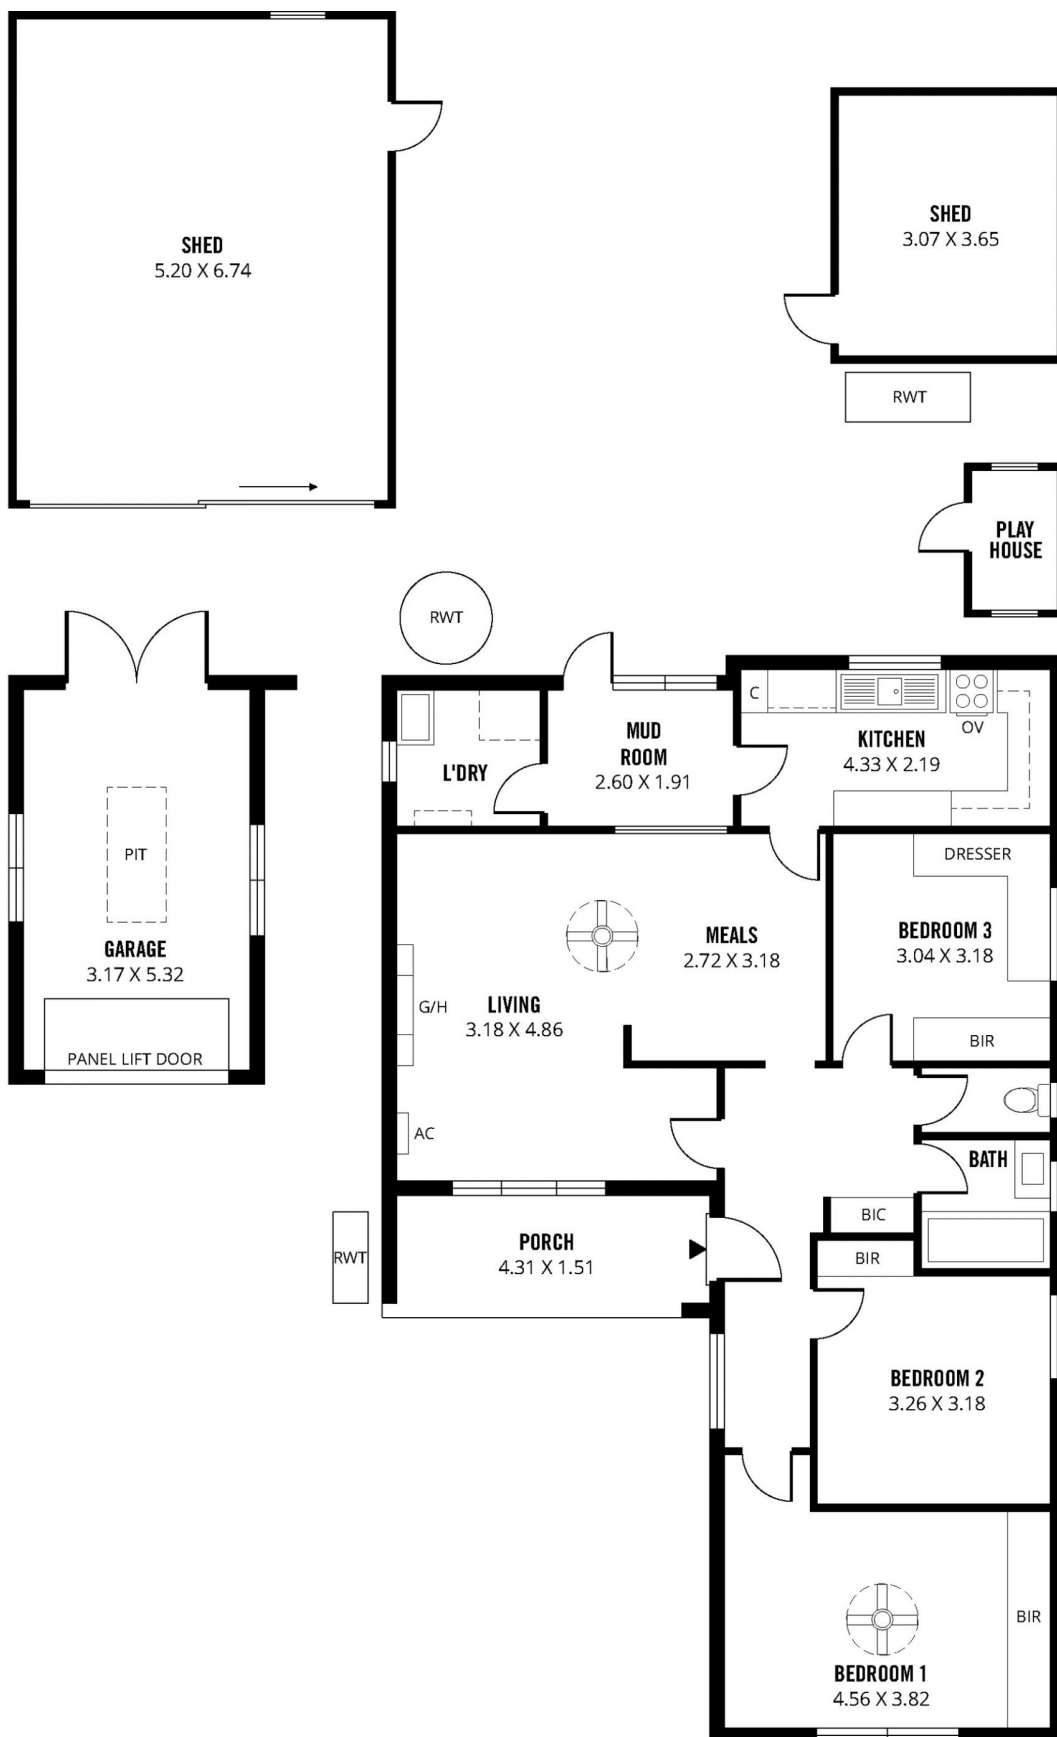 SHED
5.20 X 6.74
SHED
3.07 X 3.65
RWT
PLAY
HOUSE
RWT
C
OV
KITCHEN
4.33 X 2.19
MUD
ROOM
2.60 X 1.91
L'DRY
PIT
GARAGE
3.17 X 5.32
PANEL LIFT DOOR
DRESSER
BEDROOM 3
3.04 X 3.18
BIR
MEALS
2.72 X 3.18
G/H
LIVING
3.18 X 4.86
AC
BATH
BIC
BIR
RWT
PORCH
4.31 X 1.51
BEDROOM 2
3.26 X 3.18
BIR
BEDROOM 1
4.56 X 3.82